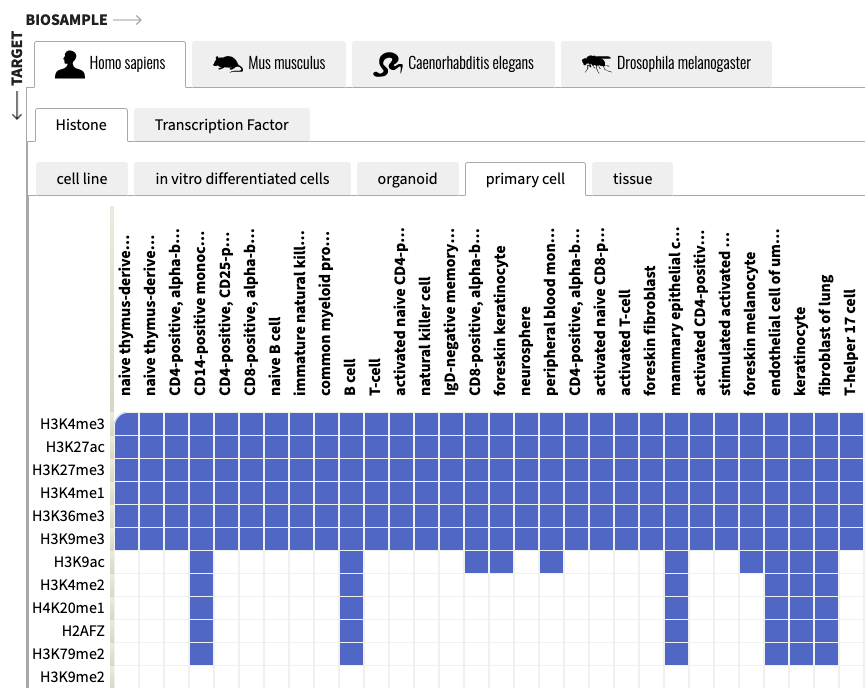 BIOSAMPLE
TARGET
Homo sapiens
Mus musculus
Caenorhabditis elegans
Drosophila melanogaster
Histone
Transcription Factor
cell line
in vitro differentiated cells
organoid
primary cell
tissue
naive thymus-derive...
naive thymus-derive...
CD4-positive, alpha-b...
CD14-positive monoc...
CD4-positive, CD25-p...
CD8-positive, alpha-b...
naive B cell
immature natural kill...
common myeloid pro...
B cell
T-cell
activated naive CD4-p...
natural killer cell
IgD-negative memory...
CD8-positive, alpha-b...
foreskin keratinocyte
neurosphere
peripheral blood mon...
CD4-positive, alpha-b...
activated naive CD8-p...
activated T-cell
foreskin fibroblast
mammary epithelial c...
activated CD4-positiv...
stimulated activated ...
foreskin melanocyte
endothelial cell of um...
keratinocyte
fibroblast of lung
T-helper 17 cell
H3K4me3
H3K27ac
H3K27me3
H3K4me1
H3K36me3
H3K9me3
H3K9ac
H3K4me2
H4K20me1
H2AFZ
H3K79me2
H3K9me2